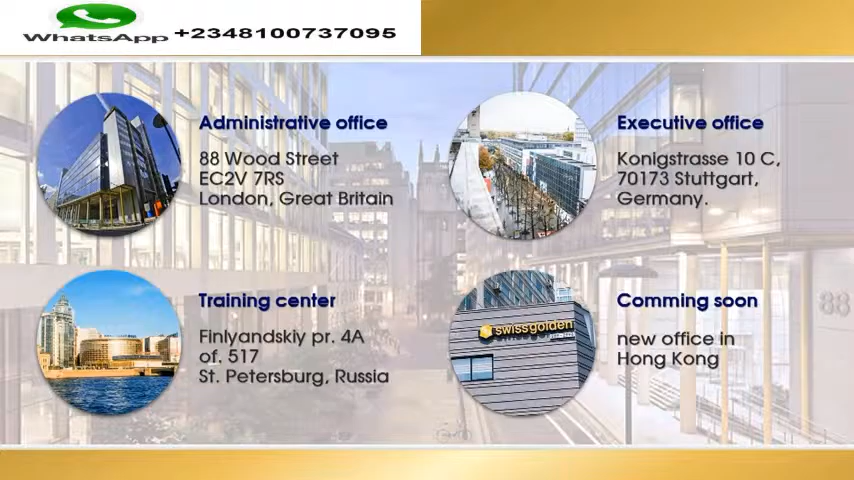 WhatsApp +2348100737095
Administrative office
88 Wood Street
EC2V 7RS
London, Great Britain
Executive office
Konigstrasse 10 C,
70173 Stuttgart,
Germany.
Training center
Finlyandskiy pr. 4A
of. 517
St. Petersburg, Russia
swissgolden
Comming soon
new office in
Hong Kong
88